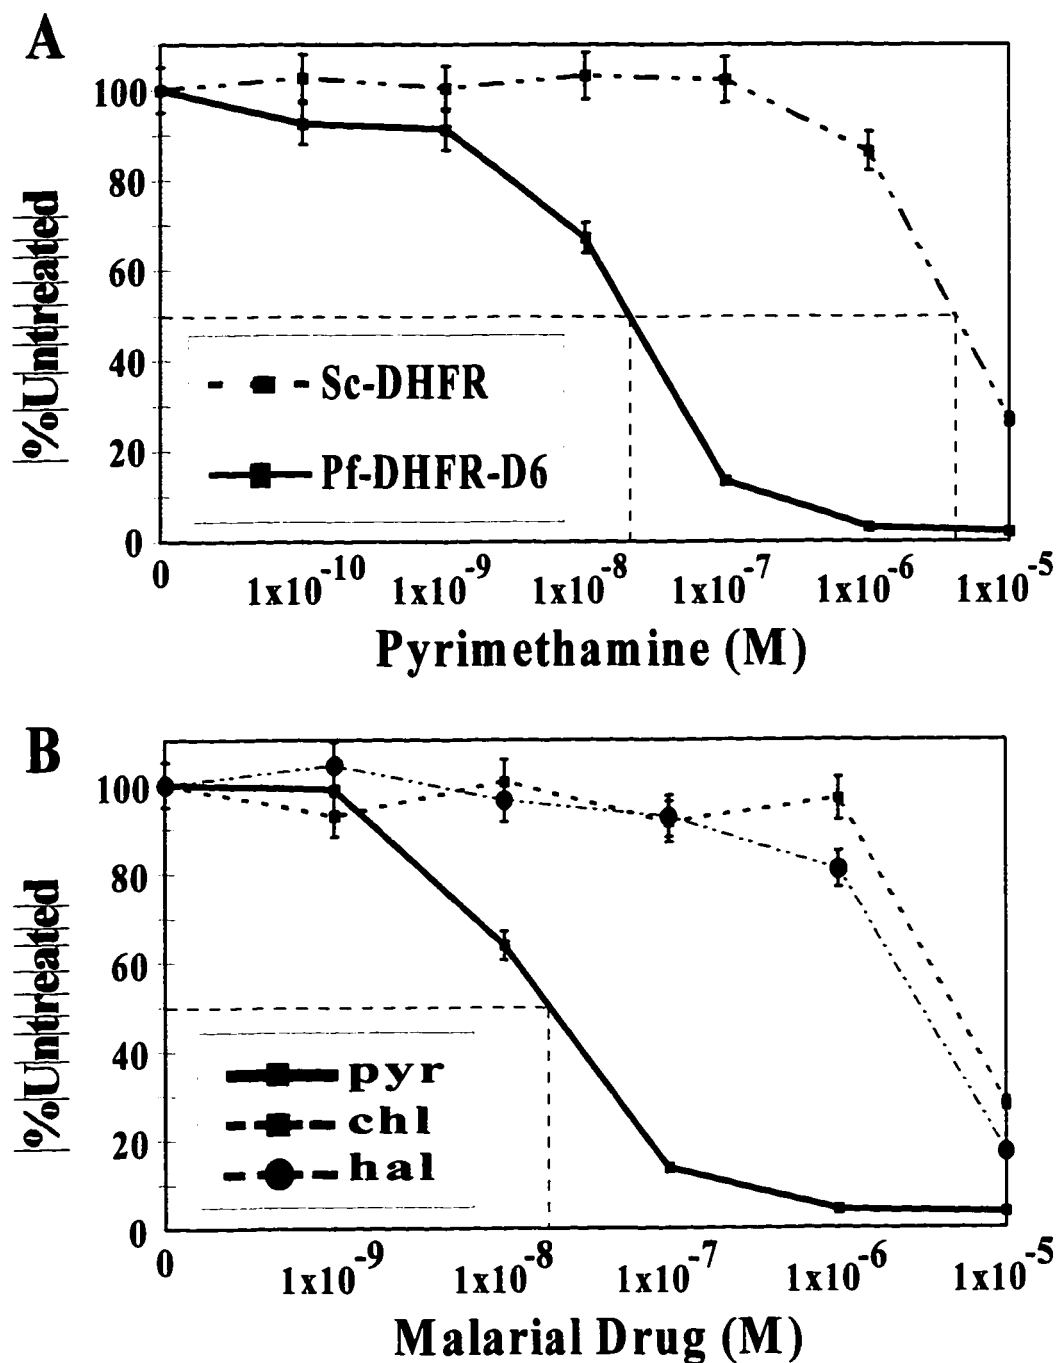 A
%Untreated
100
80
60
40
20
0
Sc-DHFR
Pf-DHFR-D6
0 1x10⁻¹⁰ 1x10⁻⁹ 1x10⁻⁸ 1x10⁻⁷ 1x10⁻⁶ 1x10⁻⁵
Pyrimethamine (M)
B
%Untreated
100
80
60
40
20
0
pyr
chl
hal
0 1x10⁻⁹ 1x10⁻⁸ 1x10⁻⁷ 1x10⁻⁶ 1x10⁻⁵
Malarial Drug (M)